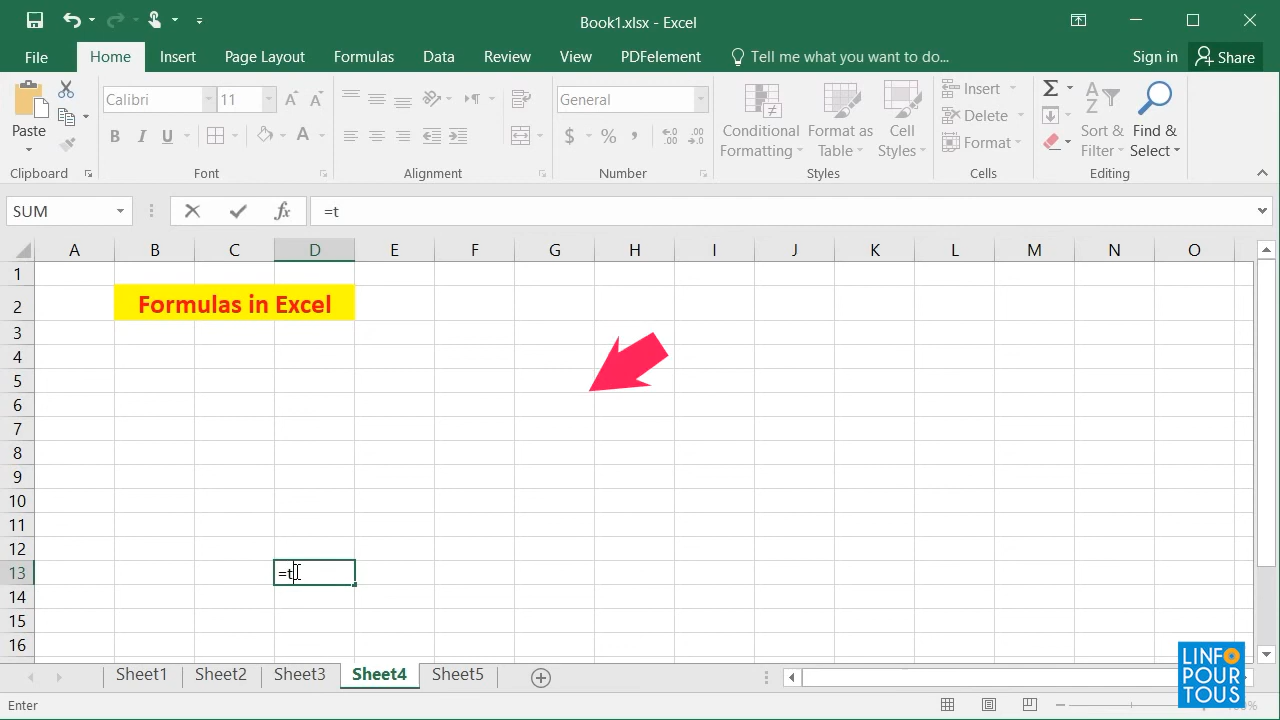 Book1.xlsx - Excel
File Home Insert Page Layout Formulas Data Review View PDFelement Tell me what you want to do... Sign in Share
Paste
Clipboard
Calibri 11
B I U A
Font
Alignment
General
$ % ,
Number
Conditional Formatting
Format as Table
Cell Styles
Styles
Insert
Delete
Format
Cells
Σ
Sort & Filter
Find & Select
Editing
SUM fx =t
A B C D E F G H I J K L M N O
1
2 Formulas in Excel
3
4
5
6
7
8
9
10
11
12
13 =t
14
15
16
Sheet1 Sheet2 Sheet3 Sheet4 Sheet5
Enter
LINFO
POUR
TOUS